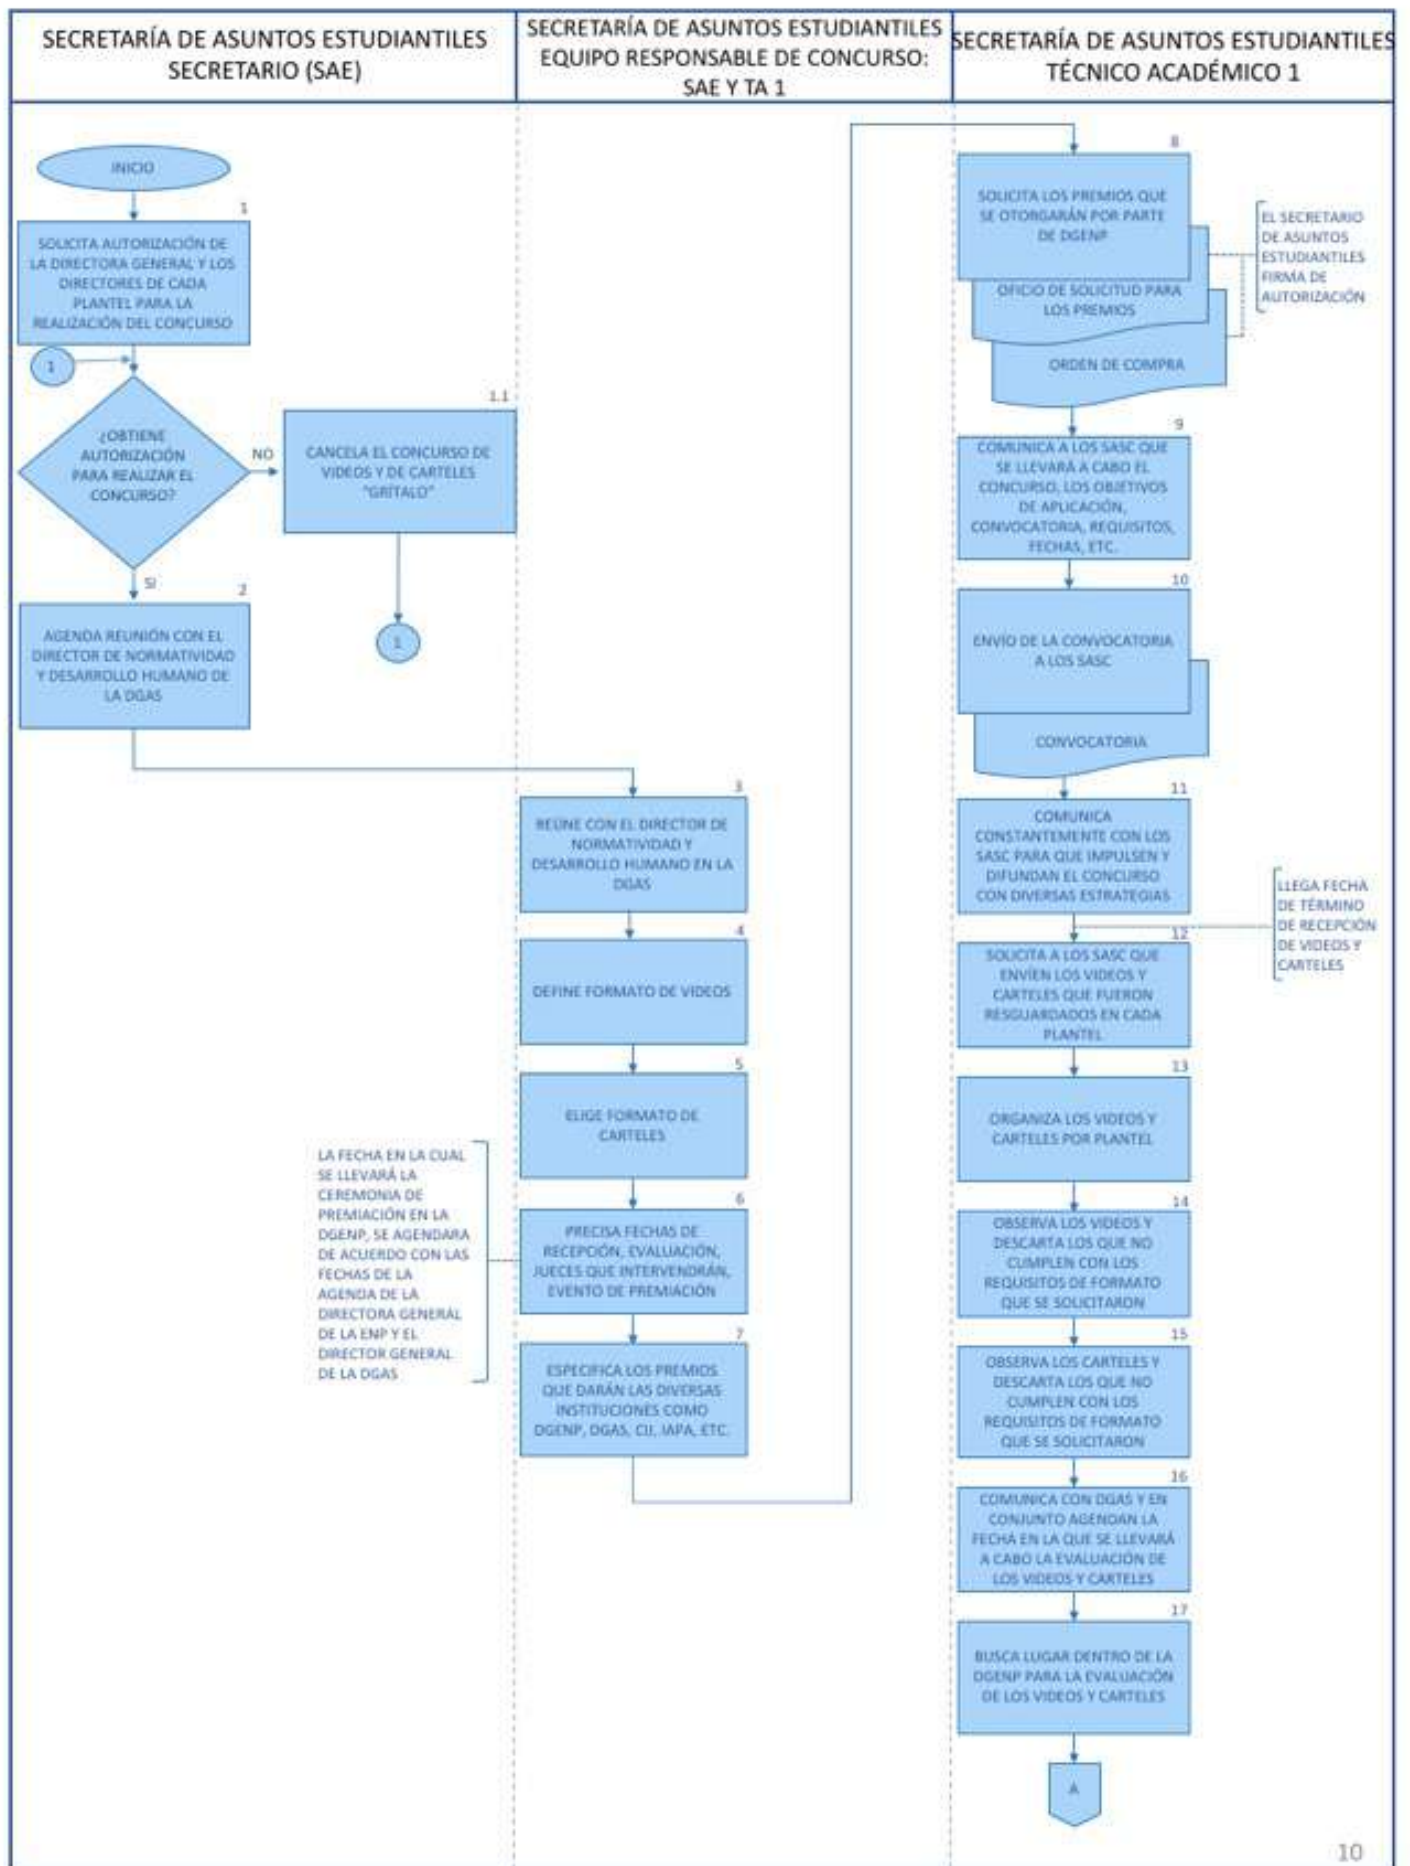 SECRETARÍA DE ASUNTOS ESTUDIANTILES
SECRETARIO (SAE)
SECRETARÍA DE ASUNTOS ESTUDIANTILES
EQUIPO RESPONSABLE DE CONCURSO:
SAE Y TA 1
SECRETARÍA DE ASUNTOS ESTUDIANTILES
TÉCNICO ACADÉMICO 1
INICIO
1
SOLICITA AUTORIZACIÓN DE
LA DIRECTORA GENERAL Y LOS
DIRECTORES DE CADA
PLANTEL PARA LA
REALIZACIÓN DEL CONCURSO
1
¿OBTIENE
AUTORIZACIÓN
PARA REALIZAR EL
CONCURSO?
NO
1.1
CANCELA EL CONCURSO DE
VIDEOS Y DE CARTELES
"GRÍTALO"
1
SI
2
AGENDA REUNIÓN CON EL
DIRECTOR DE NORMATIVIDAD
Y DESARROLLO HUMANO DE
LA DGAS
3
REÚNE CON EL DIRECTOR DE
NORMATIVIDAD Y
DESARROLLO HUMANO EN LA
DGAS
4
DEFINE FORMATO DE VIDEOS
5
ELIGE FORMATO DE
CARTELES
LA FECHA EN LA CUAL
SE LLEVARÁ LA
CEREMONIA DE
PREMIACIÓN EN LA
DGENP, SE AGENDARA
DE ACUERDO CON LAS
FECHAS DE LA
AGENDA DE LA
DIRECTORA GENERAL
DE LA ENP Y EL
DIRECTOR GENERAL
DE LA DGAS
6
PRECISA FECHAS DE
RECEPCIÓN, EVALUACIÓN,
JUECES QUE INTERVENDRÁN,
EVENTO DE PREMIACIÓN
7
ESPECIFICA LOS PREMIOS
QUE DARÁN LAS DIVERSAS
INSTITUCIONES COMO
DGENP, DGAS, CIJ, IAPA, ETC.
8
SOLICITA LOS PREMIOS QUE
SE OTORGARÁN POR PARTE
DE DGENP
OFICIO DE SOLICITUD PARA
LOS PREMIOS
ORDEN DE COMPRA
EL SECRETARIO
DE ASUNTOS
ESTUDIANTILES
FIRMA DE
AUTORIZACIÓN
9
COMUNICA A LOS SASC QUE
SE LLEVARÁ A CABO EL
CONCURSO, LOS OBJETIVOS
DE APLICACIÓN,
CONVOCATORIA, REQUISITOS,
FECHAS, ETC.
10
ENVÍO DE LA CONVOCATORIA
A LOS SASC
CONVOCATORIA
11
COMUNICA
CONSTANTEMENTE CON LOS
SASC PARA QUE IMPULSEN Y
DIFUNDAN EL CONCURSO
CON DIVERSAS ESTRATEGIAS
LLEGA FECHA
DE TÉRMINO
DE RECEPCIÓN
DE VIDEOS Y
CARTELES
12
SOLICITA A LOS SASC QUE
ENVÍEN LOS VIDEOS Y
CARTELES QUE FUERON
RESGUARDADOS EN CADA
PLANTEL
13
ORGANIZA LOS VIDEOS Y
CARTELES POR PLANTEL
14
OBSERVA LOS VIDEOS Y
DESCARTA LOS QUE NO
CUMPLEN CON LOS
REQUISITOS DE FORMATO
QUE SE SOLICITARON
15
OBSERVA LOS CARTELES Y
DESCARTA LOS QUE NO
CUMPLEN CON LOS
REQUISITOS DE FORMATO
QUE SE SOLICITARON
16
COMUNICA CON DGAS Y EN
CONJUNTO AGENDAN LA
FECHA EN LA QUE SE LLEVARÁ
A CABO LA EVALUACIÓN DE
LOS VIDEOS Y CARTELES
17
BUSCA LUGAR DENTRO DE LA
DGENP PARA LA EVALUACIÓN
DE LOS VIDEOS Y CARTELES
A
10